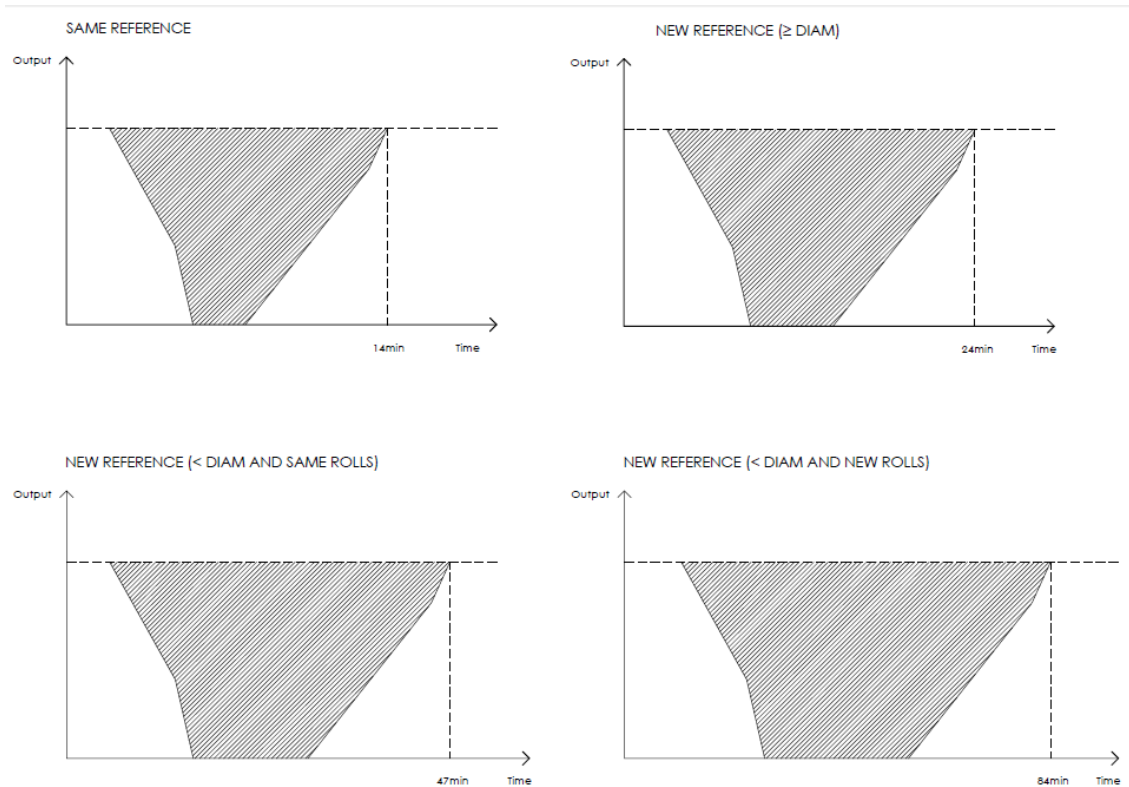 SAME REFERENCE
Output
14min
Time
NEW REFERENCE (≥ DIAM)
Output
24min
Time
NEW REFERENCE (< DIAM AND SAME ROLLS)
Output
47min
Time
NEW REFERENCE (< DIAM AND NEW ROLLS)
Output
84min
Time